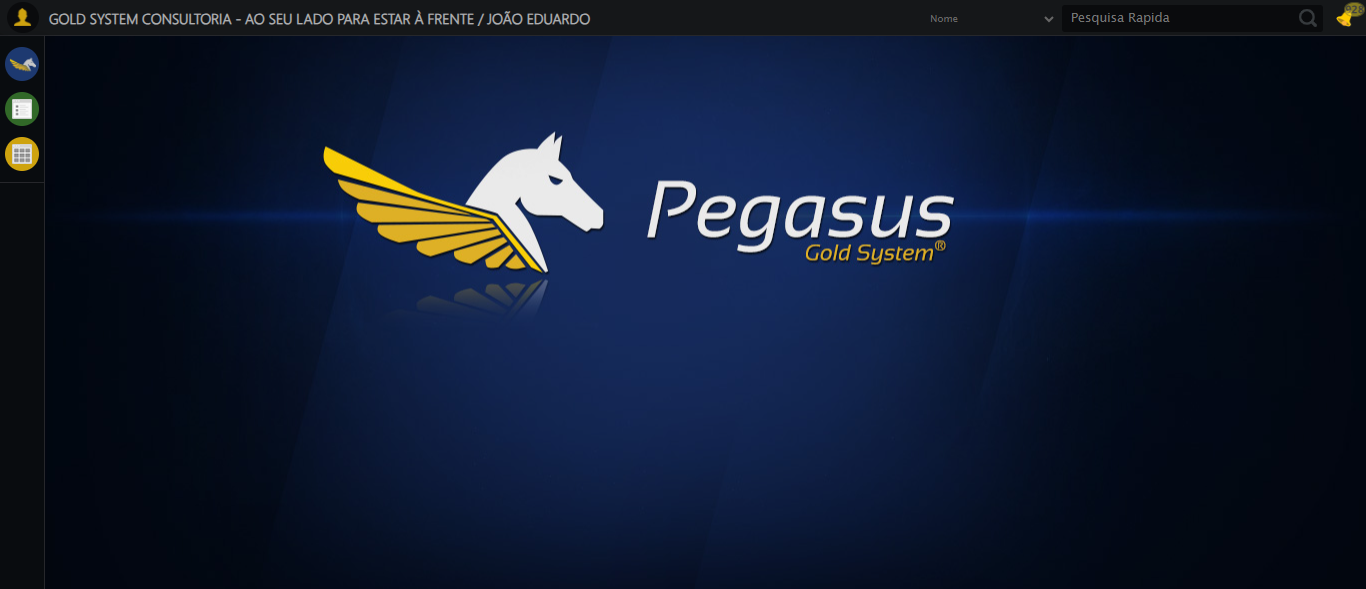 GOLD SYSTEM CONSULTORIA - AO SEU LADO PARA ESTAR À FRENTE / JOÃO EDUARDO
Nome
Pesquisa Rapida
Pegasus
Gold System®